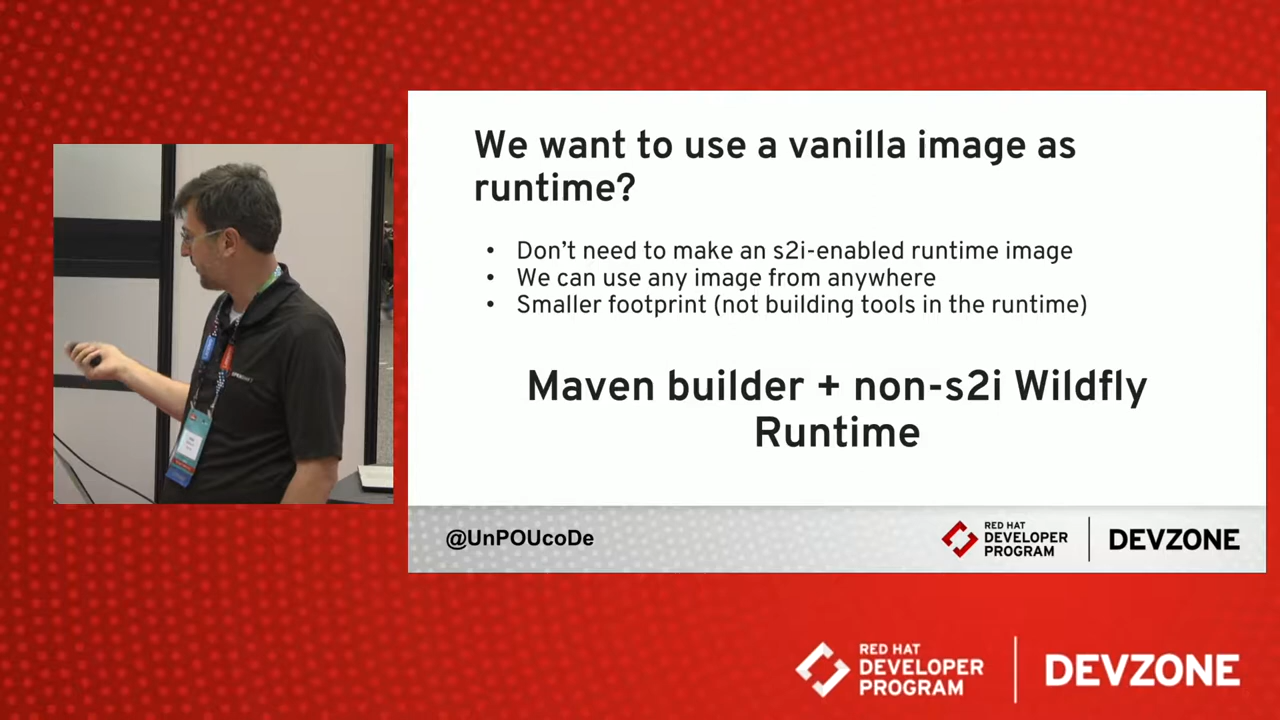 We want to use a vanilla image as
runtime?
• Don't need to make an s2i-enabled runtime image
• We can use any image from anywhere
• Smaller footprint (not building tools in the runtime)
Maven builder + non-s2i Wildfly
Runtime
@UnPOUcoDe
RED HAT
DEVELOPER
PROGRAM
DEVZONE
RED HAT
DEVELOPER
PROGRAM
DEVZONE